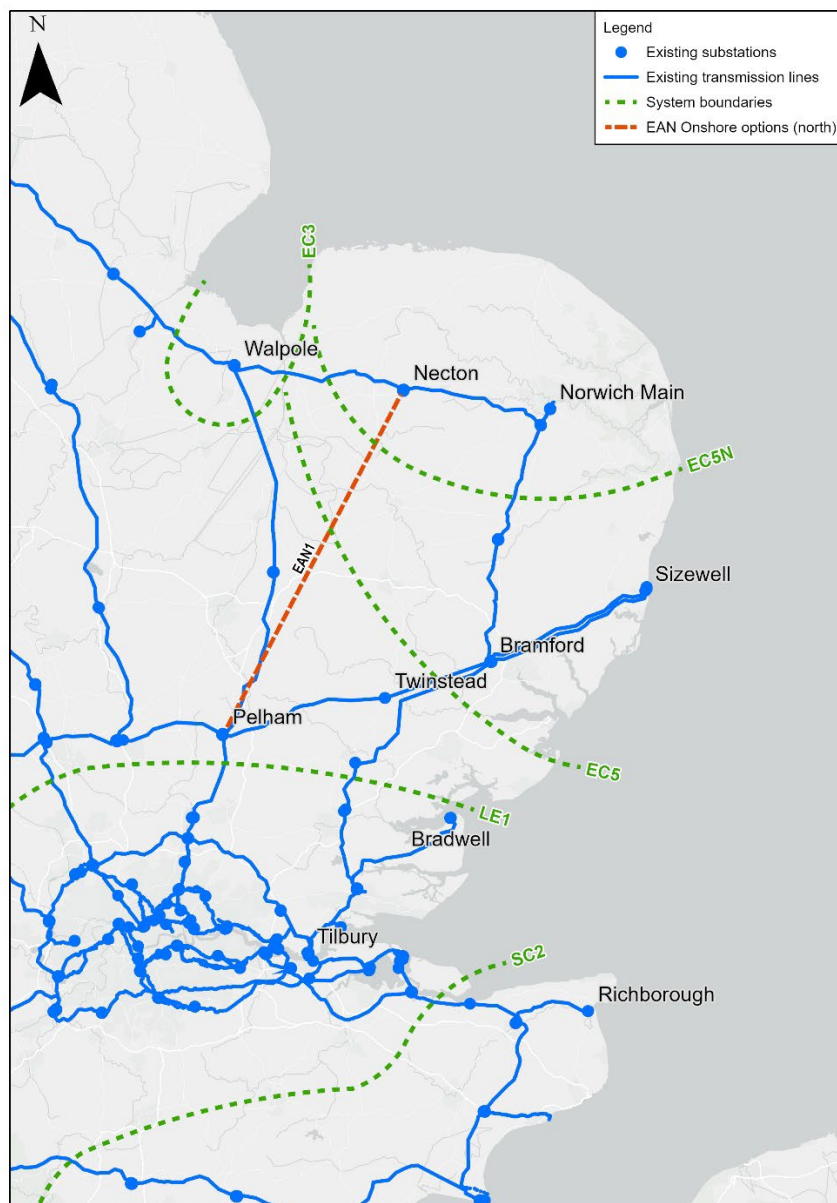 N
Legend
Existing substations
Existing transmission lines
System boundaries
EAN Onshore options (north)
EC3
Walpole
Necton
Norwich Main
EC5N
EAN1
Sizewell
Bramford
Twinstead
Pelham
EC5
LE1
Bradwell
Tilbury
SC2
Richborough